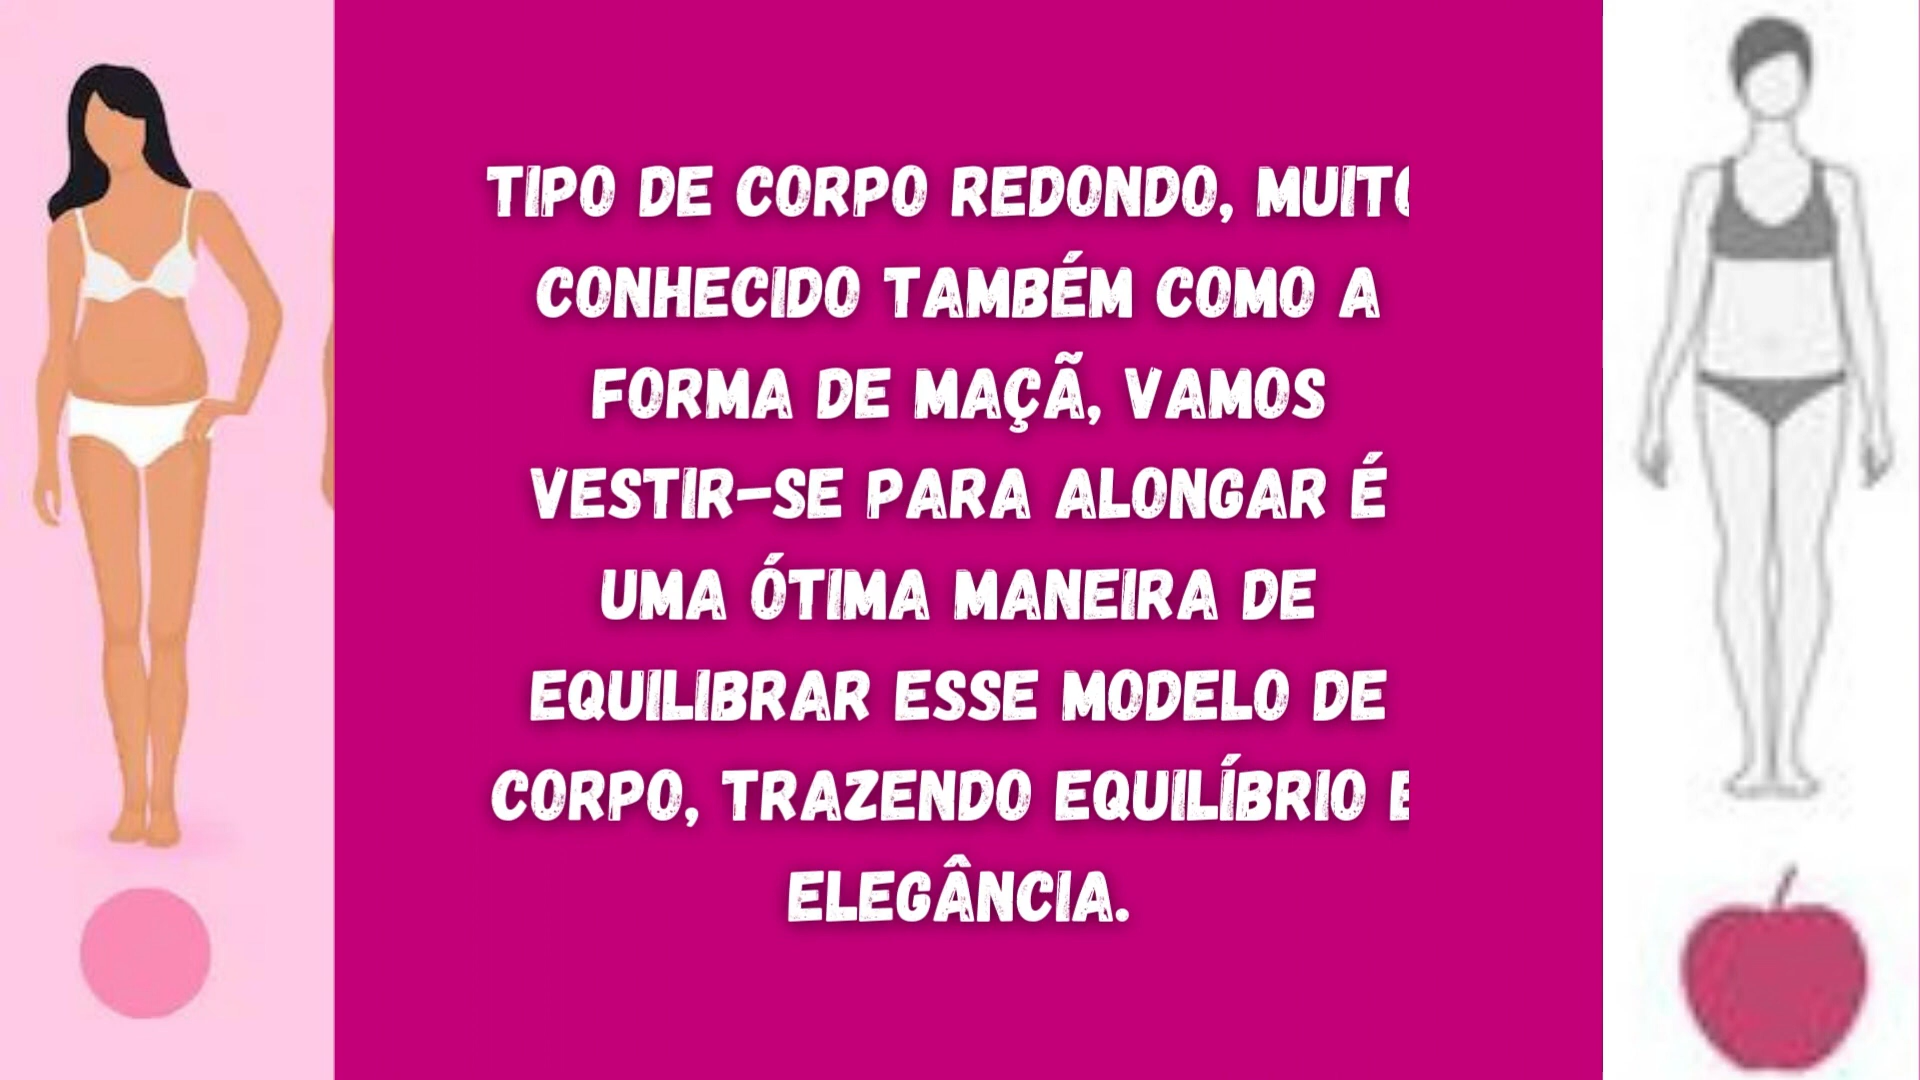 TIPO DE CORPO REDONDO, MUITO
CONHECIDO TAMBÉM COMO A
FORMA DE MAÇÃ, VAMOS
VESTIR-SE PARA ALONGAR É
UMA ÓTIMA MANEIRA DE
EQUILIBRAR ESSE MODELO DE
CORPO, TRAZENDO EQUILÍBRIO E
ELEGÂNCIA.